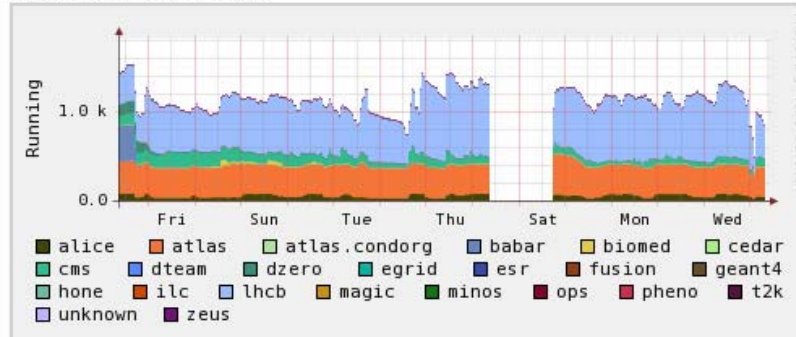 Running
1.0 k
0.0
Fri Sun Tue Thu Sat Mon Wed
alice atlas atlas.condorg babar biomed cedar
cms dteam dzero egrid esr fusion geant4
hone ilc lhcb magic minos ops pheno t2k
unknown zeus